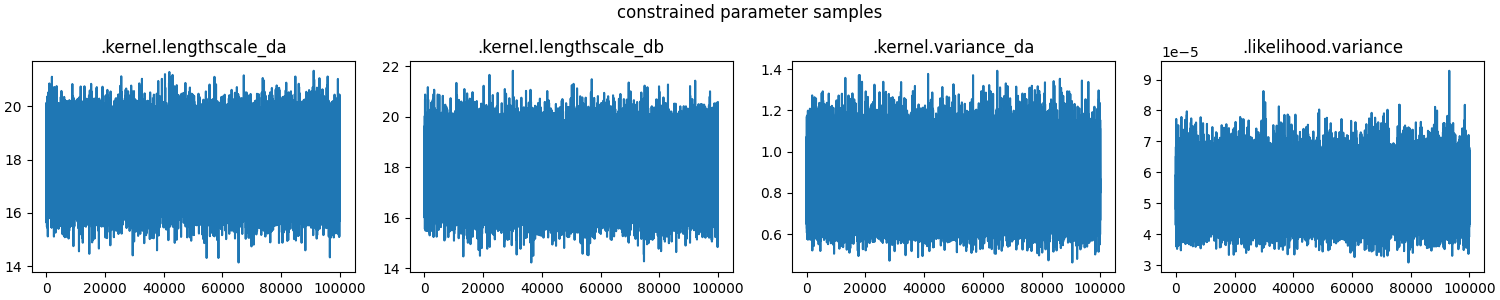 constrained parameter samples
.kernel.lengthscale_da
.kernel.lengthscale_db
.kernel.variance_da
.likelihood.variance
1e−5
20
18
16
14
0 20000 40000 60000 80000 100000
22
20
18
16
14
0 20000 40000 60000 80000 100000
1.4
1.2
1.0
0.8
0.6
0 20000 40000 60000 80000 100000
9
8
7
6
5
4
3
0 20000 40000 60000 80000 100000